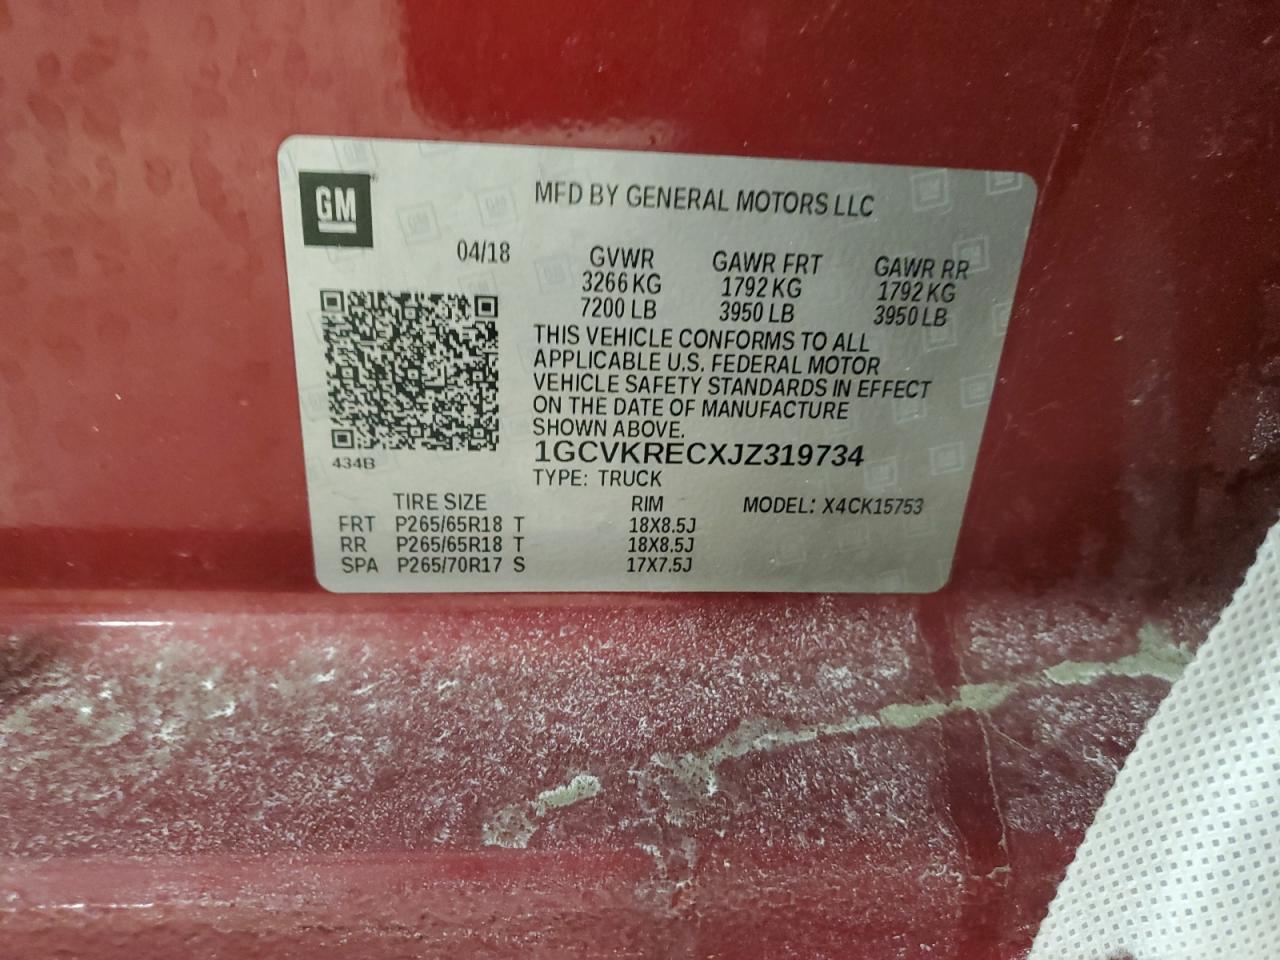 GM
MFD BY GENERAL MOTORS LLC
04/18
GVWR GAWR FRT GAWR RR
3266 KG 1792 KG 1792 KG
7200 LB 3950 LB 3950 LB
THIS VEHICLE CONFORMS TO ALL
APPLICABLE U.S. FEDERAL MOTOR
VEHICLE SAFETY STANDARDS IN EFFECT
ON THE DATE OF MANUFACTURE
SHOWN ABOVE.
434B
1GCVKRECXJZ319734
TYPE: TRUCK
TIRE SIZE RIM MODEL: X4CK15753
FRT P265/65R18 T 18X8.5J
RR P265/65R18 T 18X8.5J
SPA P265/70R17 S 17X7.5J